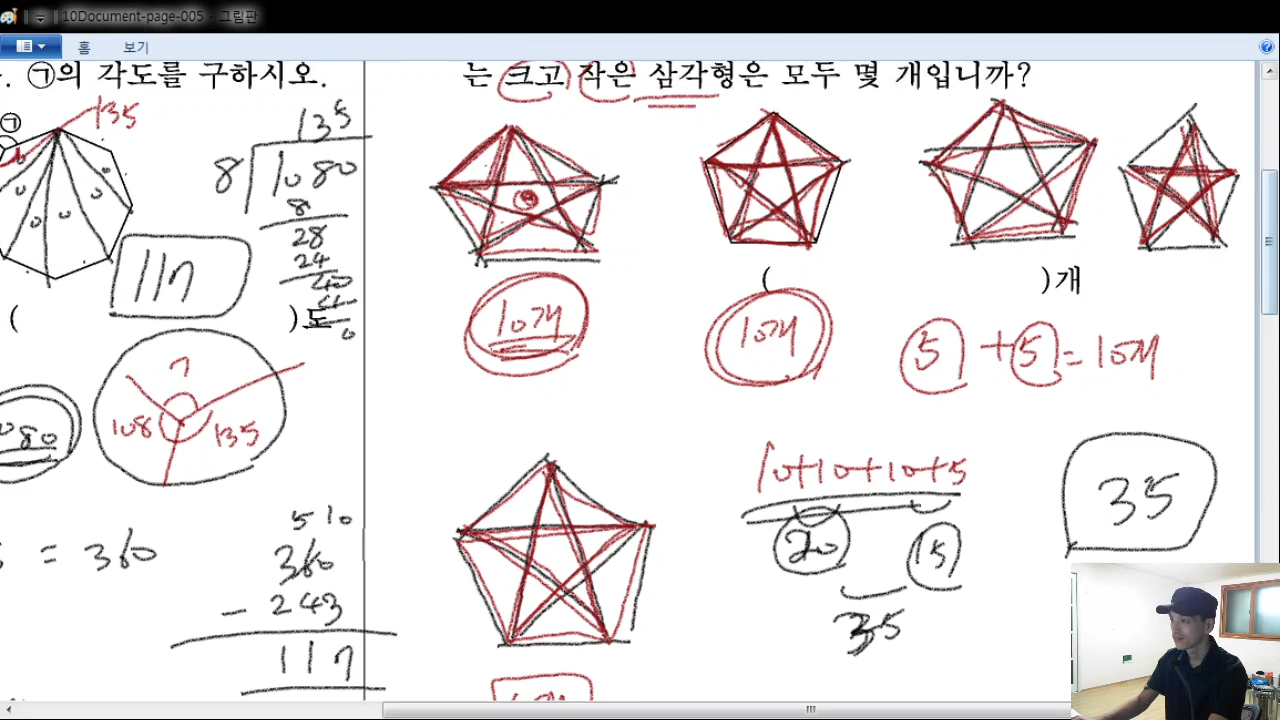 10Document-page-005 - 그림판
홈 보기
. ㉠의 각도를 구하시오.
㉠
135
135
8 1080
8
28
24
40
0
117
( )도
7
108 135
080
= 360
510
360
- 243
117
는 크고 작은 삼각형은 모두 몇 개입니까?
( )개
10개
10개
5 + 5 = 10개
10+10+10+5
20 15
35
35